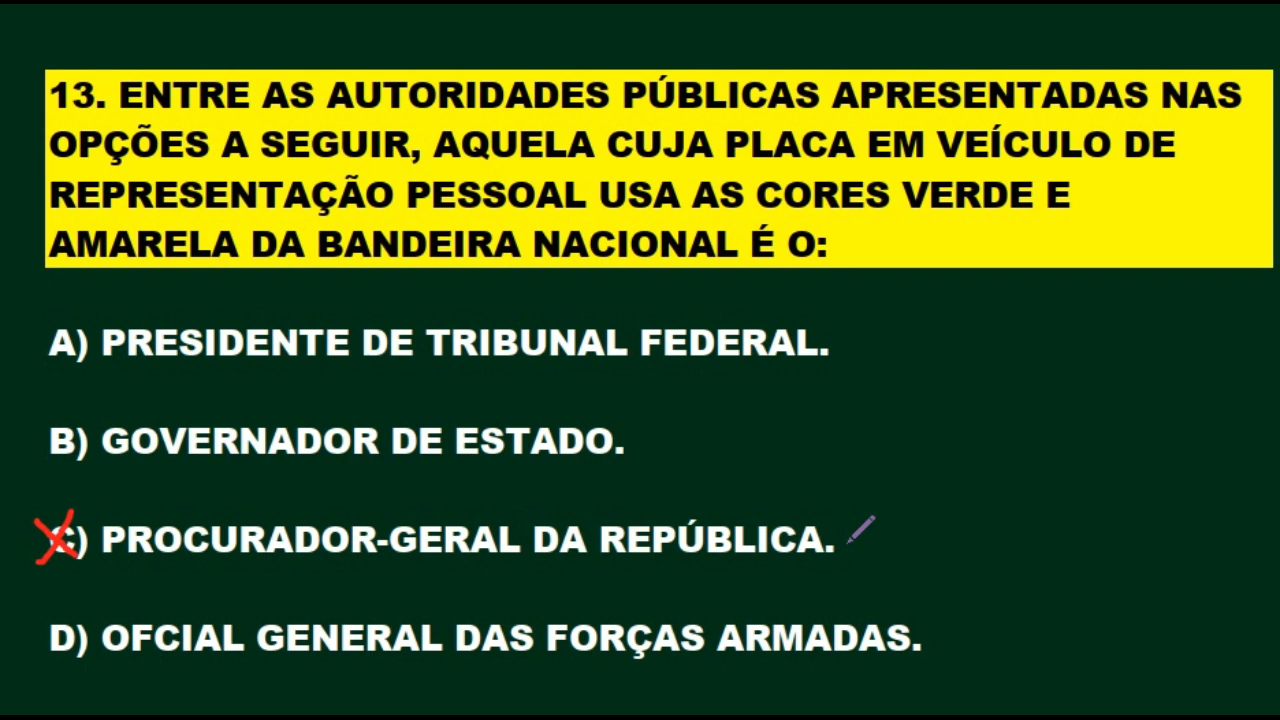 13. ENTRE AS AUTORIDADES PÚBLICAS APRESENTADAS NAS
OPÇÕES A SEGUIR, AQUELA CUJA PLACA EM VEÍCULO DE
REPRESENTAÇÃO PESSOAL USA AS CORES VERDE E
AMARELA DA BANDEIRA NACIONAL É O:
A) PRESIDENTE DE TRIBUNAL FEDERAL.
B) GOVERNADOR DE ESTADO.
C) PROCURADOR-GERAL DA REPÚBLICA.
D) OFCIAL GENERAL DAS FORÇAS ARMADAS.